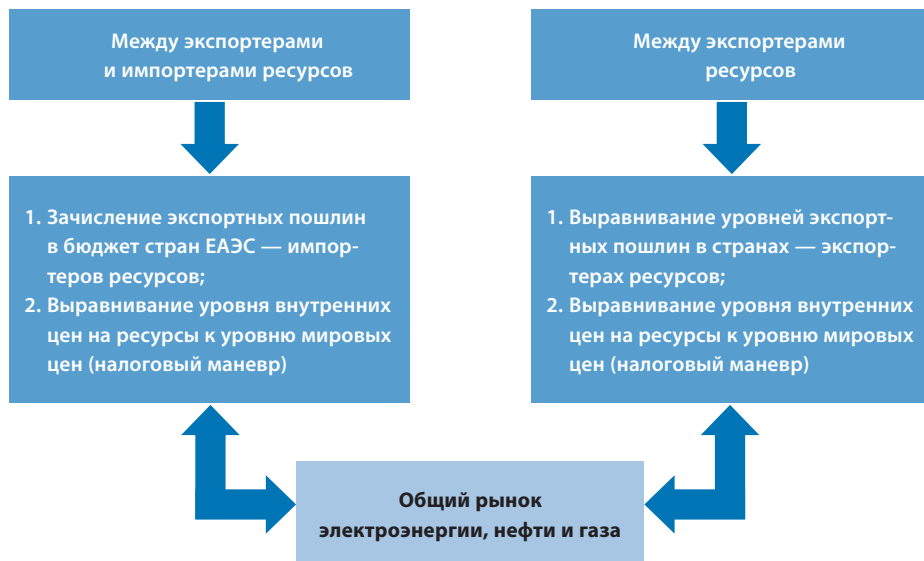 Между экспортерами
и импортерами ресурсов
Между экспортерами
ресурсов
1. Зачисление экспортных пошлин
в бюджет стран ЕАЭС — импор-
теров ресурсов;
2. Выравнивание уровня внутренних
цен на ресурсы к уровню мировых
цен (налоговый маневр)
1. Выравнивание уровней экспорт-
ных пошлин в странах — экспор-
терах ресурсов;
2. Выравнивание уровня внутренних
цен на ресурсы к уровню мировых
цен (налоговый маневр)
Общий рынок
электроэнергии, нефти и газа